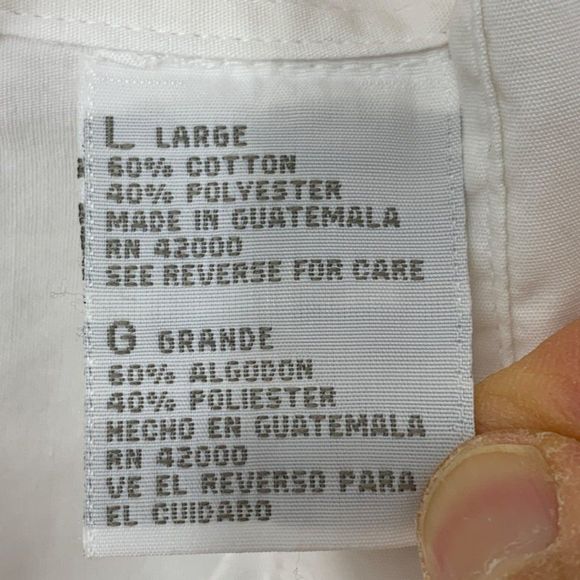 L LARGE
60% COTTON
40% POLYESTER
MADE IN GUATEMALA
RN 42000
SEE REVERSE FOR CARE
G GRANDE
60% ALGODON
40% POLIESTER
HECHO EN GUATEMALA
RN 42000
VE EL REVERSO PARA
EL CUIDADO